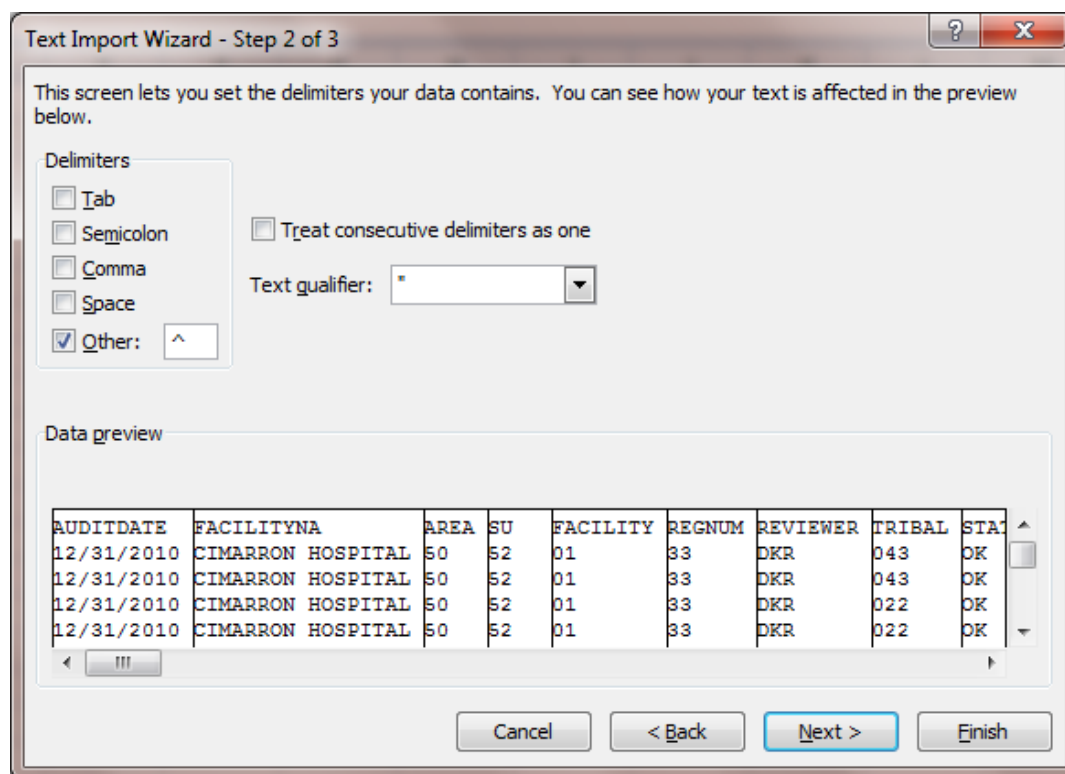 Text Import Wizard - Step 2 of 3
?
X
This screen lets you set the delimiters your data contains. You can see how your text is affected in the preview
below.
Delimiters
Tab
Semicolon
Comma
Space
Other: ^
Treat consecutive delimiters as one
Text qualifier: "
Data preview
AUDITDATE FACILITYNA AREA SU FACILITY REGNUM REVIEWER TRIBAL STAT
12/31/2010 CIMARRON HOSPITAL 50 52 01 33 DKR 043 OK
12/31/2010 CIMARRON HOSPITAL 50 52 01 33 DKR 043 OK
12/31/2010 CIMARRON HOSPITAL 50 52 01 33 DKR 022 OK
12/31/2010 CIMARRON HOSPITAL 50 52 01 33 DKR 022 OK
Cancel < Back Next > Finish